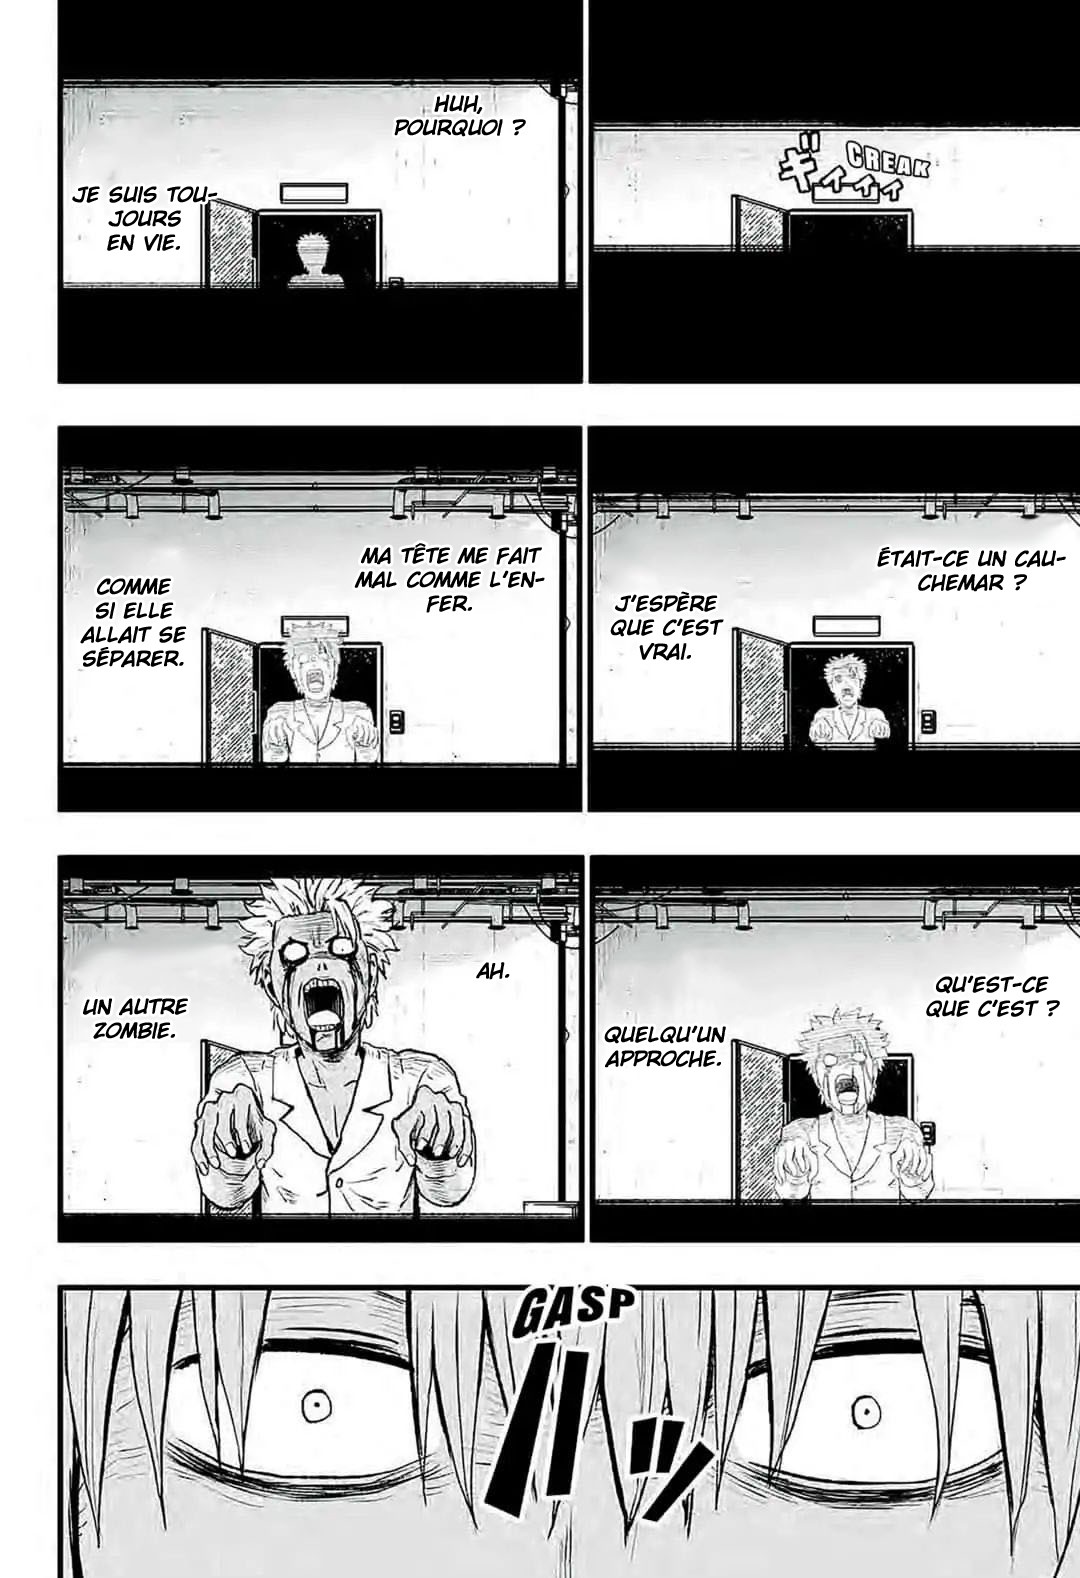 ギィィィ
CREAK
HUH,
POURQUOI ?
JE SUIS TOU-
JOURS
EN VIE.
ÉTAIT-CE UN CAU-
CHEMAR ?
J'ESPÈRE
QUE C'EST
VRAI.
MA TÊTE ME FAIT
MAL COMME L'EN-
FER.
COMME
SI ELLE
ALLAIT SE
SÉPARER.
QU'EST-CE
QUE C'EST ?
QUELQU'UN
APPROCHE.
AH.
UN AUTRE
ZOMBIE.
GASP
バッ